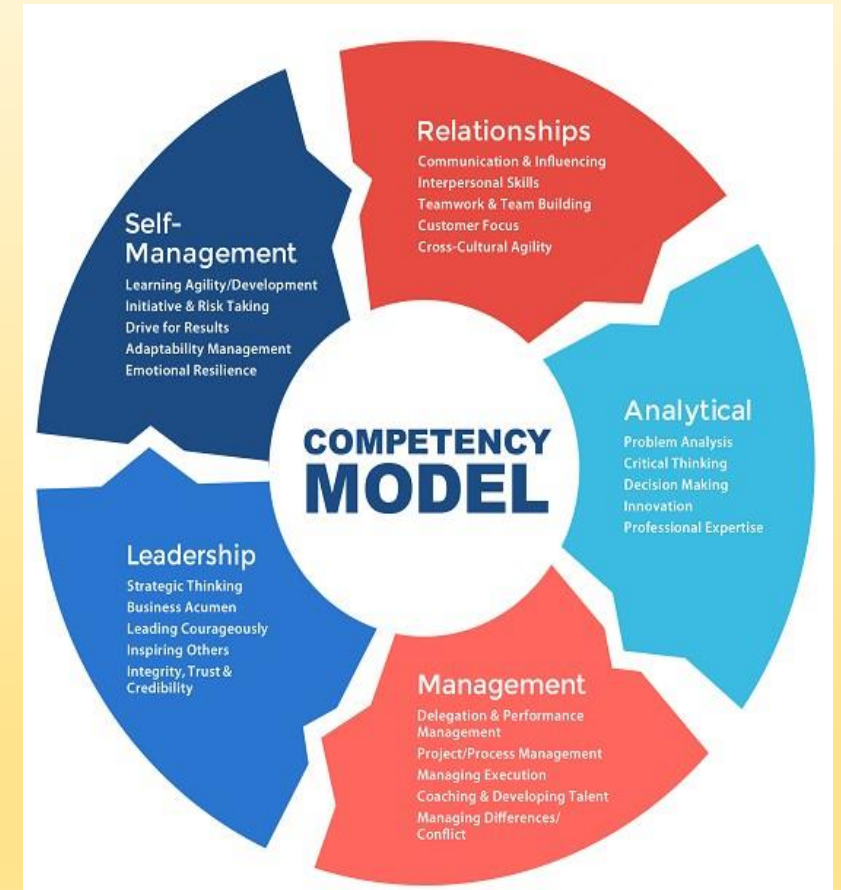 Relationships
Communication & Influencing
Interpersonal Skills
Teamwork & Team Building
Customer Focus
Cross-Cultural Agility
Self-
Management
Learning Agility/Development
Initiative & Risk Taking
Drive for Results
Adaptability Management
Emotional Resilience
Analytical
Problem Analysis
Critical Thinking
Decision Making
Innovation
Professional Expertise
COMPETENCY
MODEL
Leadership
Strategic Thinking
Business Acumen
Leading Courageously
Inspiring Others
Integrity, Trust &
Credibility
Management
Delegation & Performance
Management
Project/Process Management
Managing Execution
Coaching & Developing Talent
Managing Differences/
Conflict